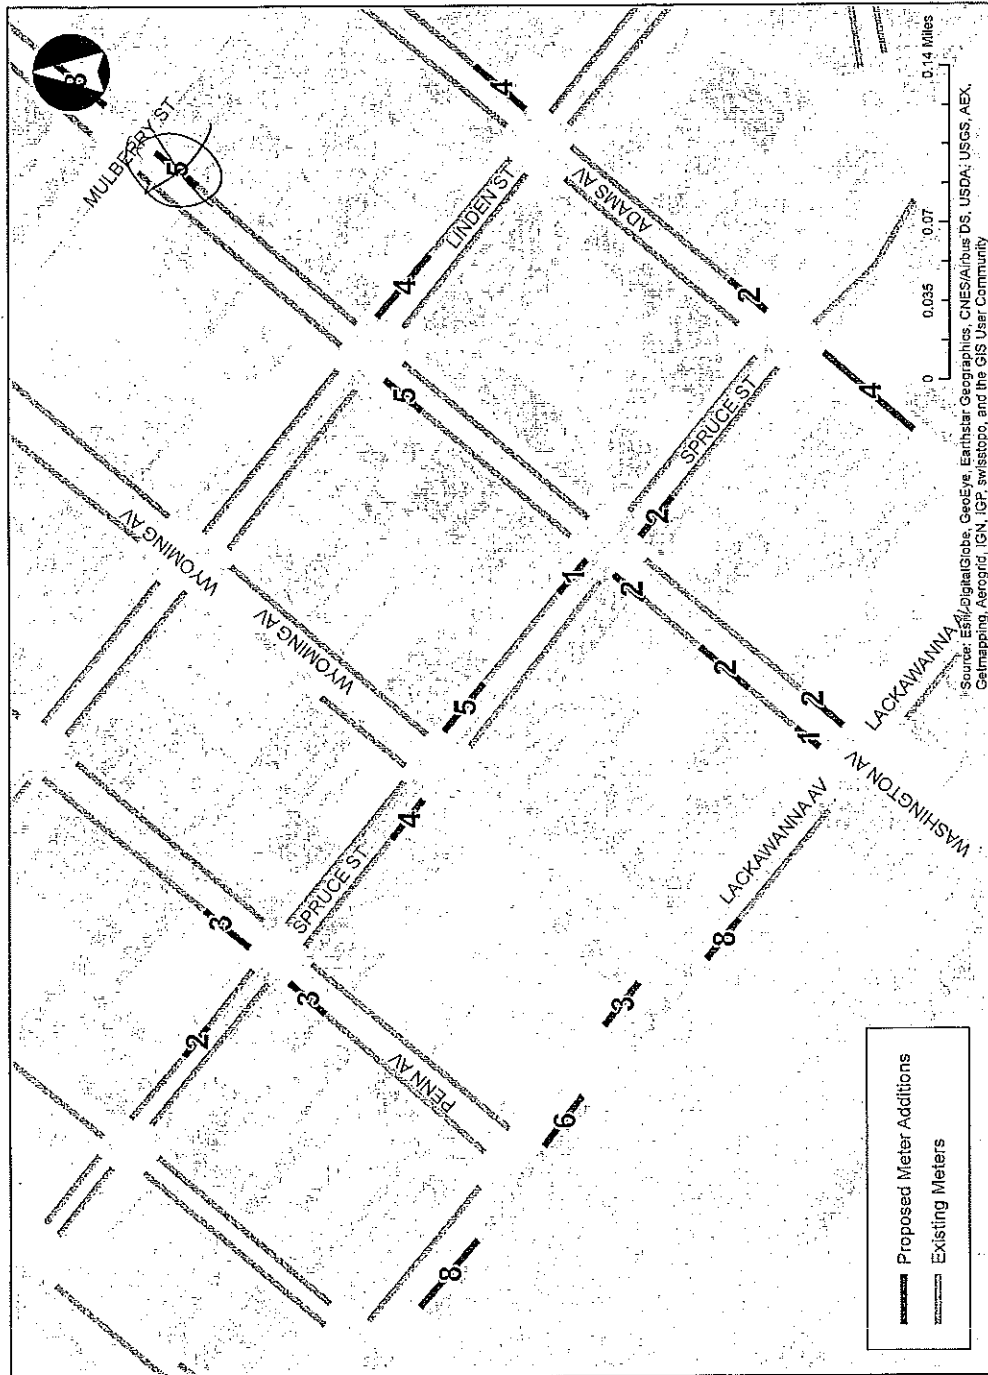 8
MULBERRY ST
5
4
LINDEN ST
4
ADAMS AV
2
WYOMING AV
WYOMING AV
5
SPRUCE ST
2
4
1
2
5
2
2
1
LACKAWANNA
WASHINGTON AV
LACKAWANNA AV
SPRUCE ST
4
3
3
2
PENN AV
8
3
6
8
0 0.035 0.07 0.14 Miles
Proposed Meter Additions
Existing Meters
Source: Esri, DigitalGlobe, GeoEye, Earthstar Geographics, CNES/Airbus DS, USDA, USGS, AEX,
Getmapping, Aerogrid, IGN, IGP, swisstopo, and the GIS User Community